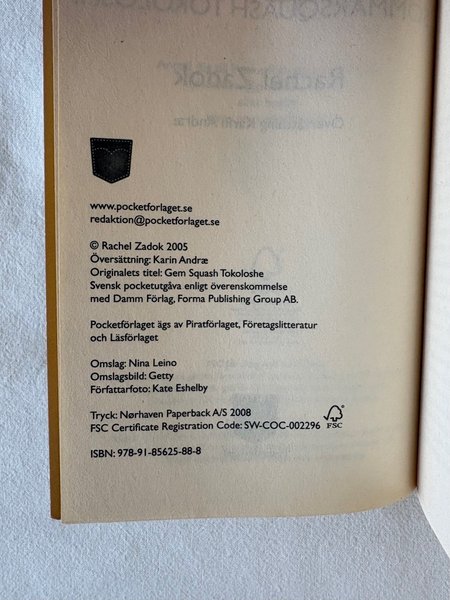 www.pocketforlaget.se
redaktion@pocketforlaget.se
© Rachel Zadok 2005
Översättning: Karin Andræ
Originalets titel: Gem Squash Tokoloshe
Svensk pocketutgåva enligt överenskommelse
med Damm Förlag, Forma Publishing Group AB.
Pocketförlaget ägs av Piratförlaget, Företagslitteratur
och Läsförlaget
Omslag: Nina Leino
Omslagsbild: Getty
Författarfoto: Kate Eshelby
Tryck: Nørhaven Paperback A/S 2008
FSC Certificate Registration Code: SW-COC-002296
FSC
ISBN: 978-91-85625-88-8